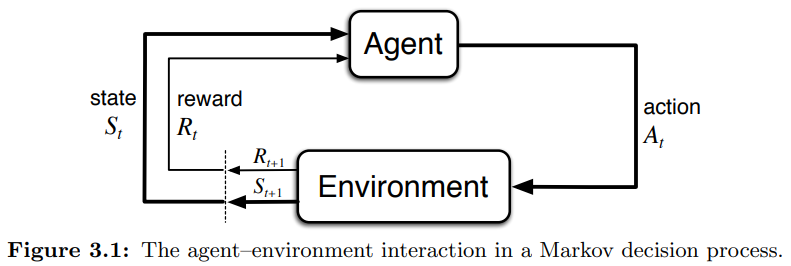 Agent
state
S_t
reward
R_t
action
A_t
R_{t+1}
S_{t+1}
Environment
Figure 3.1: The agent–environment interaction in a Markov decision process.